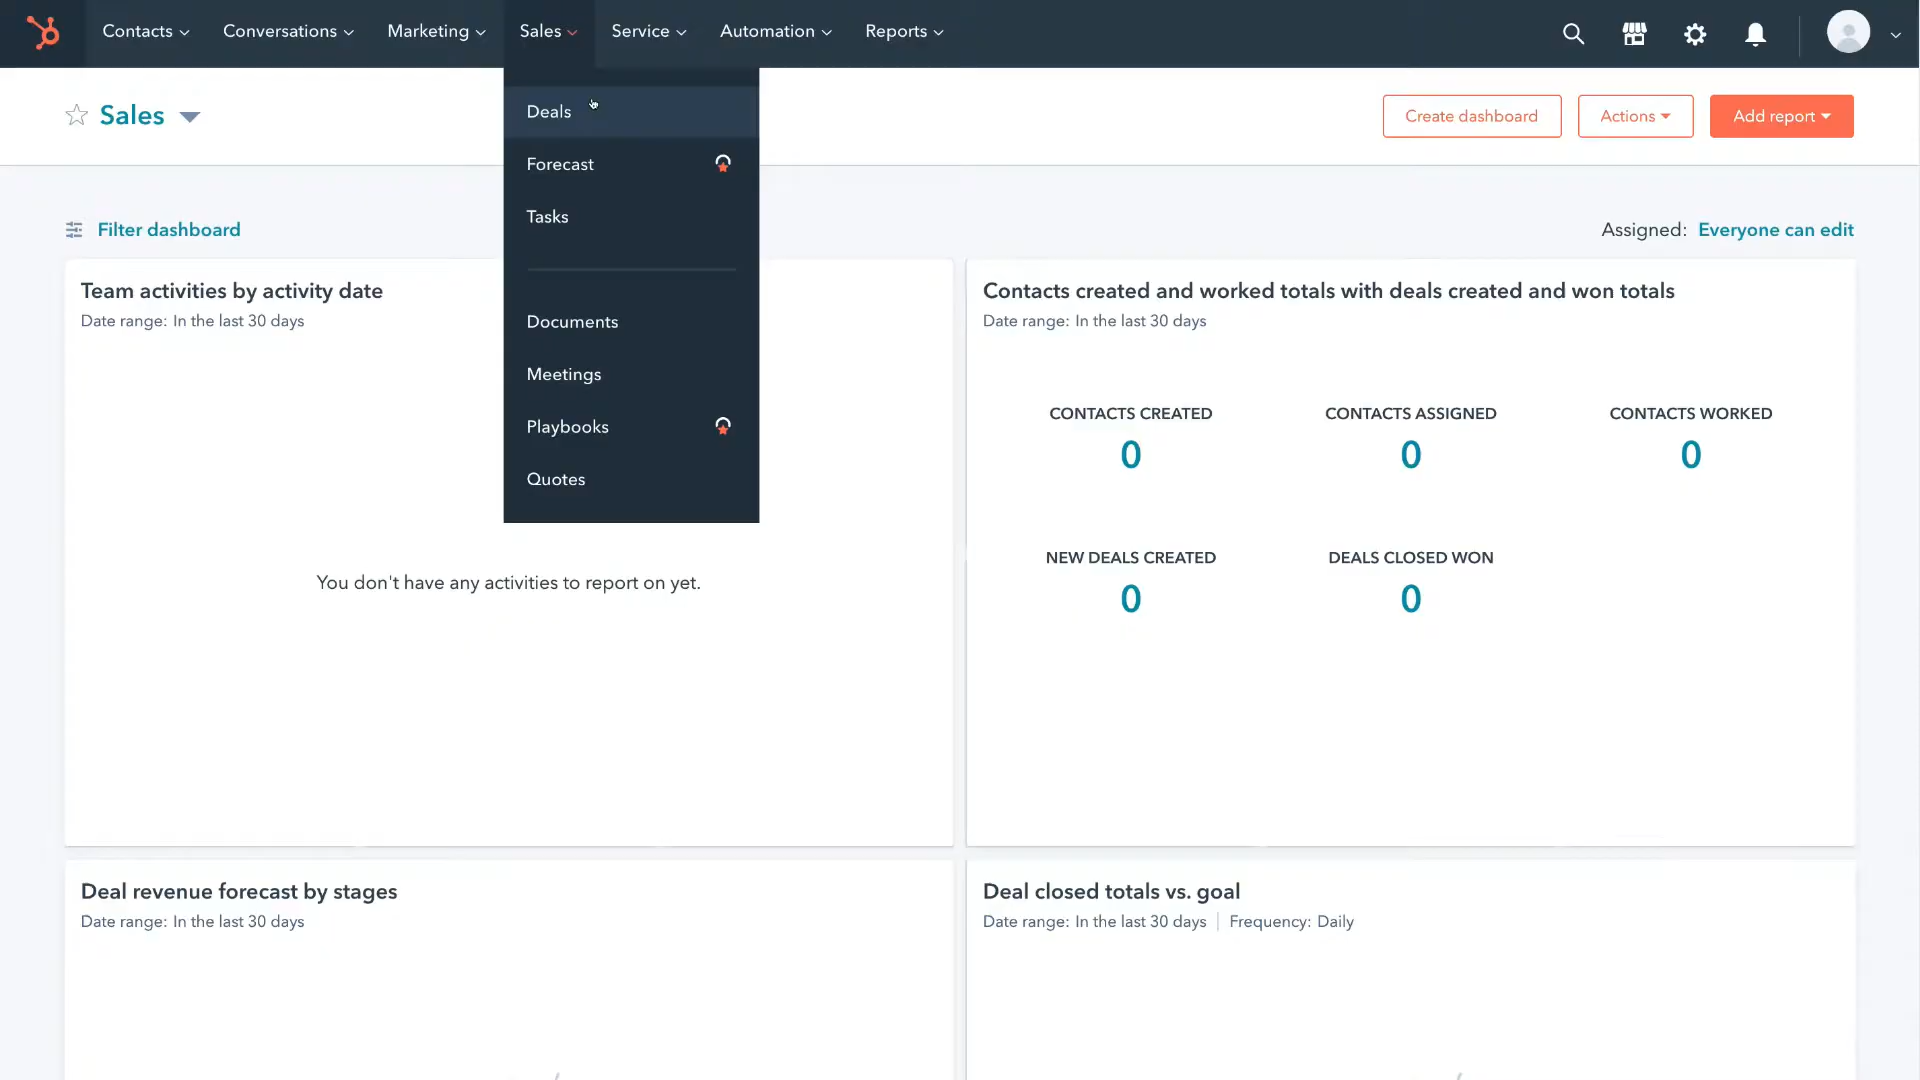 Contacts
Conversations
Marketing
Sales
Service
Automation
Reports
Sales
Deals
Forecast
Tasks
Documents
Meetings
Playbooks
Quotes
Create dashboard
Actions
Add report
Filter dashboard
Assigned: Everyone can edit
Team activities by activity date
Date range: In the last 30 days
You don't have any activities to report on yet.
Contacts created and worked totals with deals created and won totals
Date range: In the last 30 days
CONTACTS CREATED
0
CONTACTS ASSIGNED
0
CONTACTS WORKED
0
NEW DEALS CREATED
0
DEALS CLOSED WON
0
Deal revenue forecast by stages
Date range: In the last 30 days
Deal closed totals vs. goal
Date range: In the last 30 days | Frequency: Daily